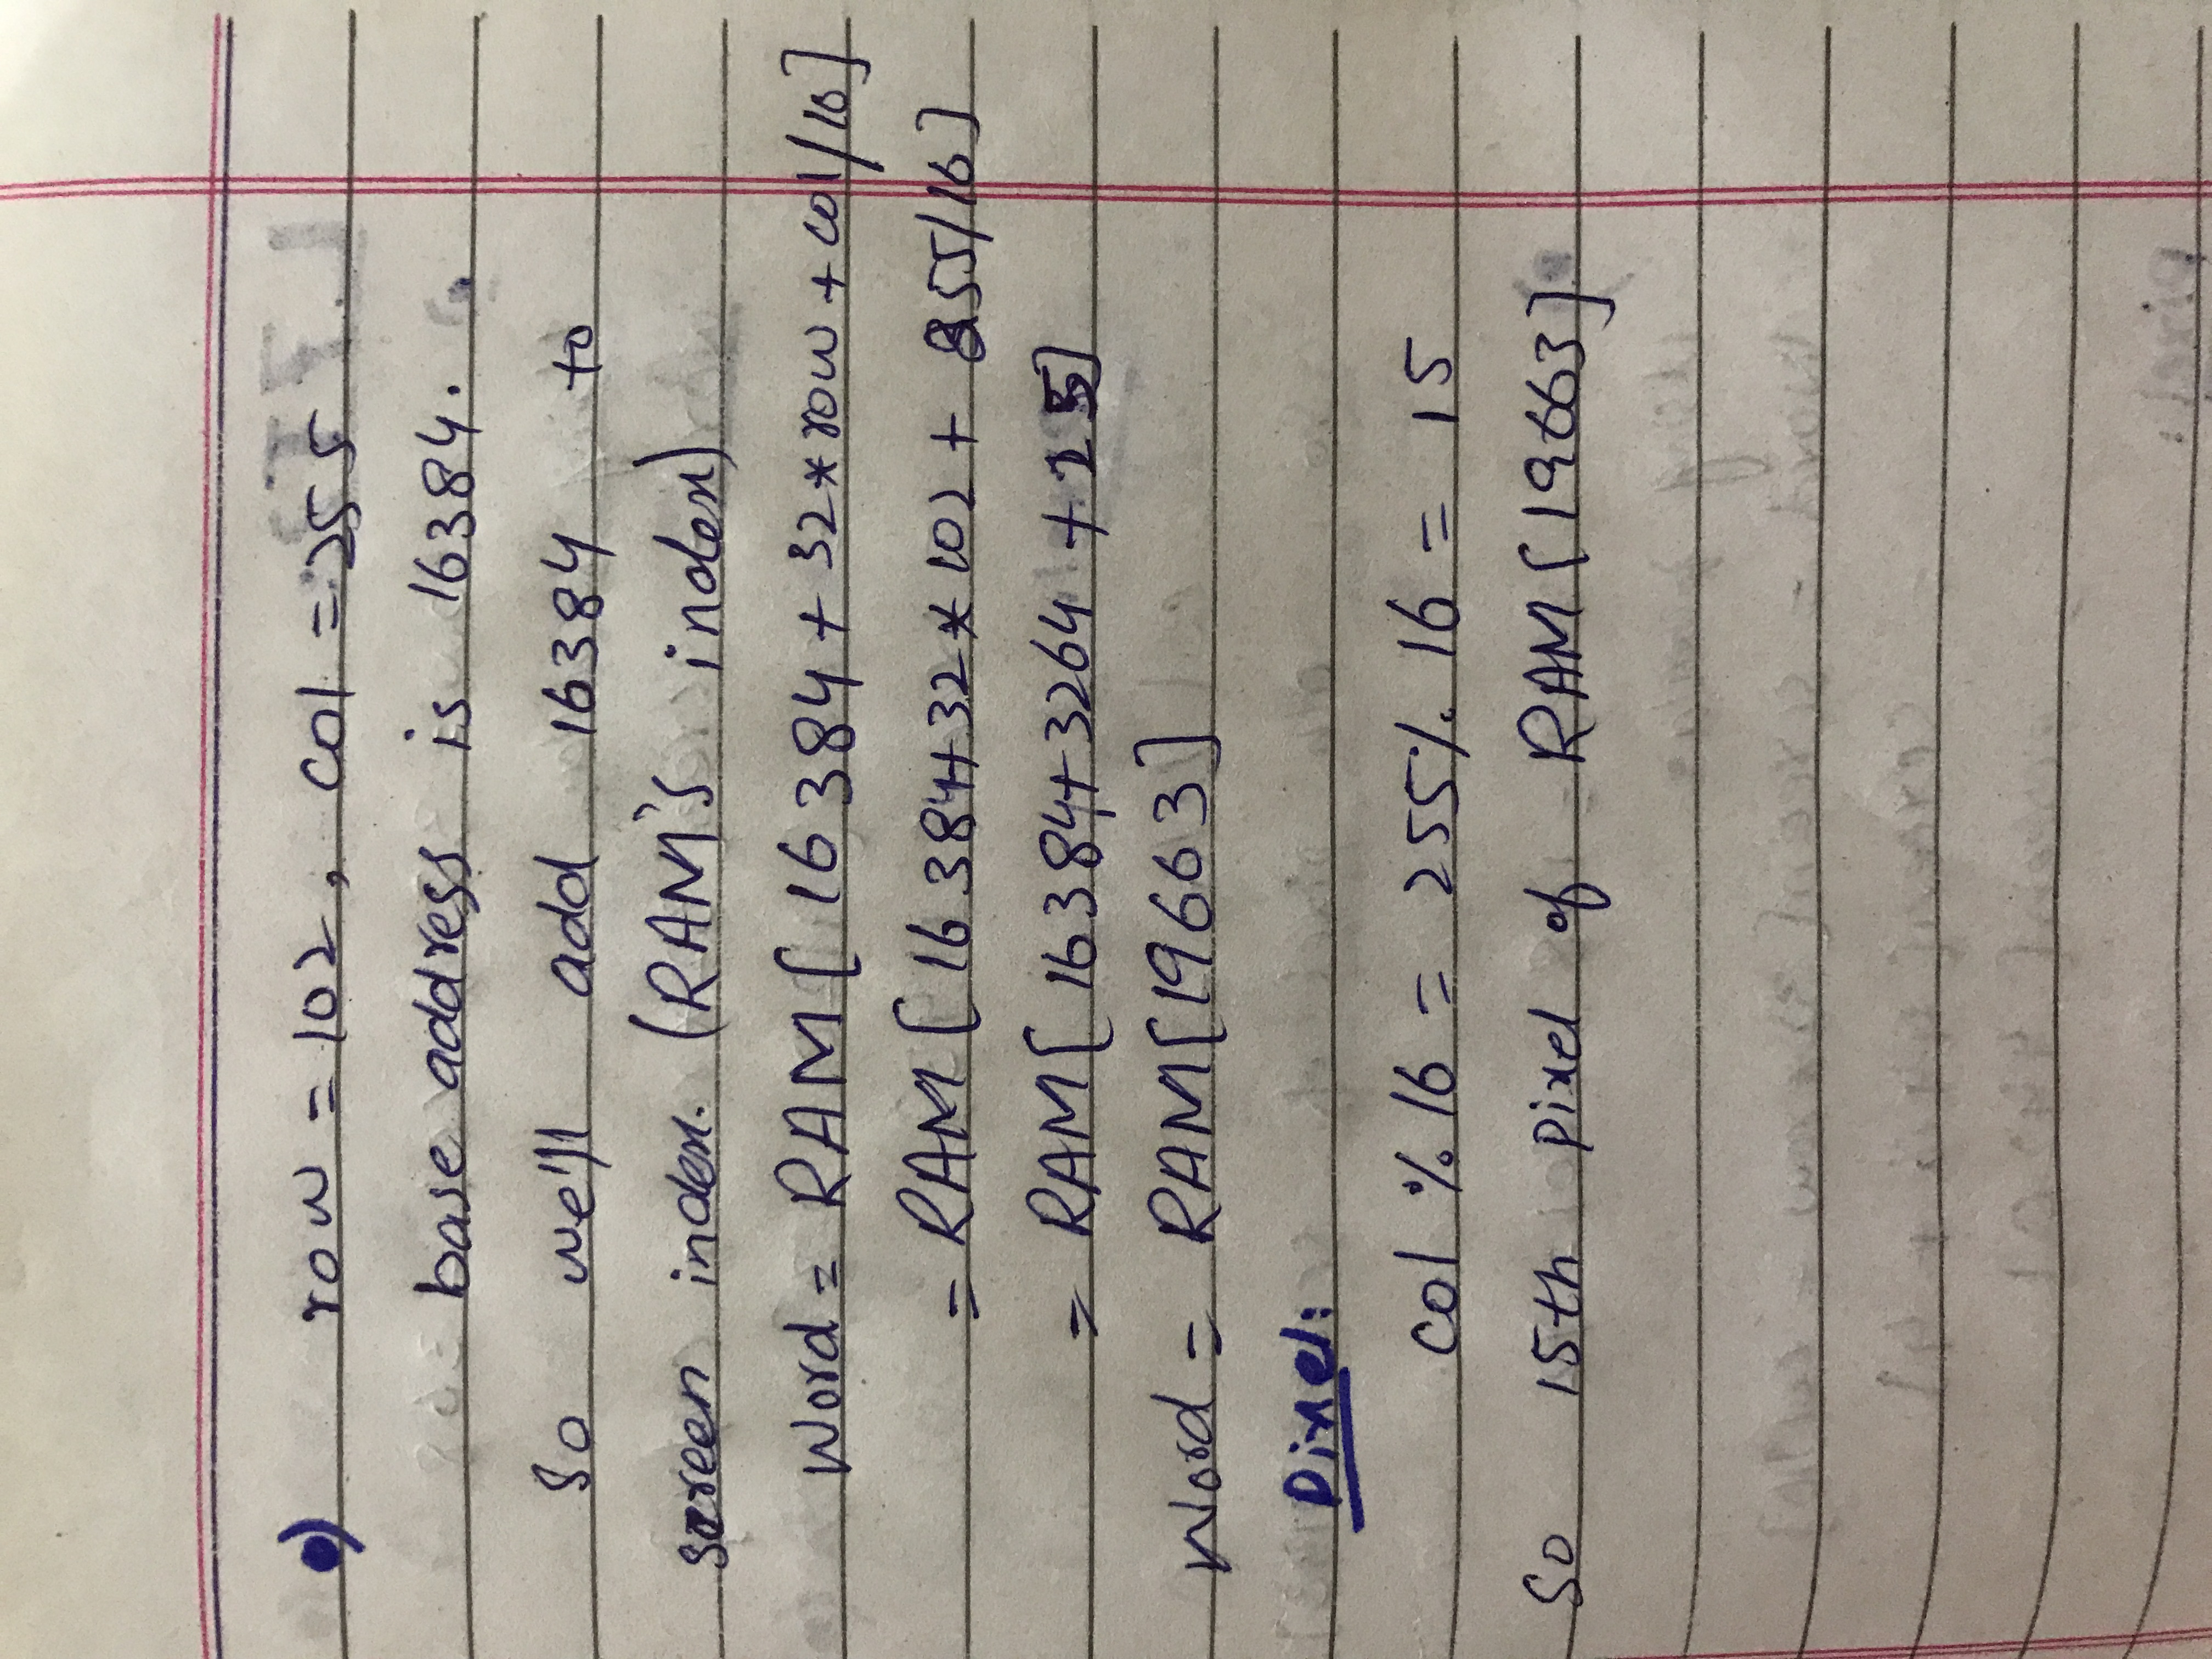 row = 102, col = 255
base address is 16384.
So we'll add 16384 to
screen index. (RAM's index)
Word = RAM[16384 + 32*row + col/16]
= RAM[16384+32*102 + 255/16]
= RAM[16384+3264 + 15]
Word = RAM[19663]
Pixel:
col % 16 = 255 % 16 = 15
So 15th pixel of RAM[19663]